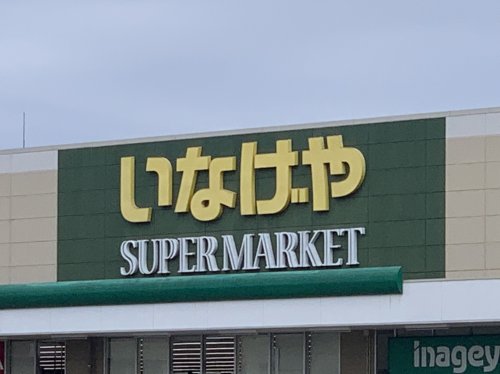 いなげや
SUPERMARKET
inagey